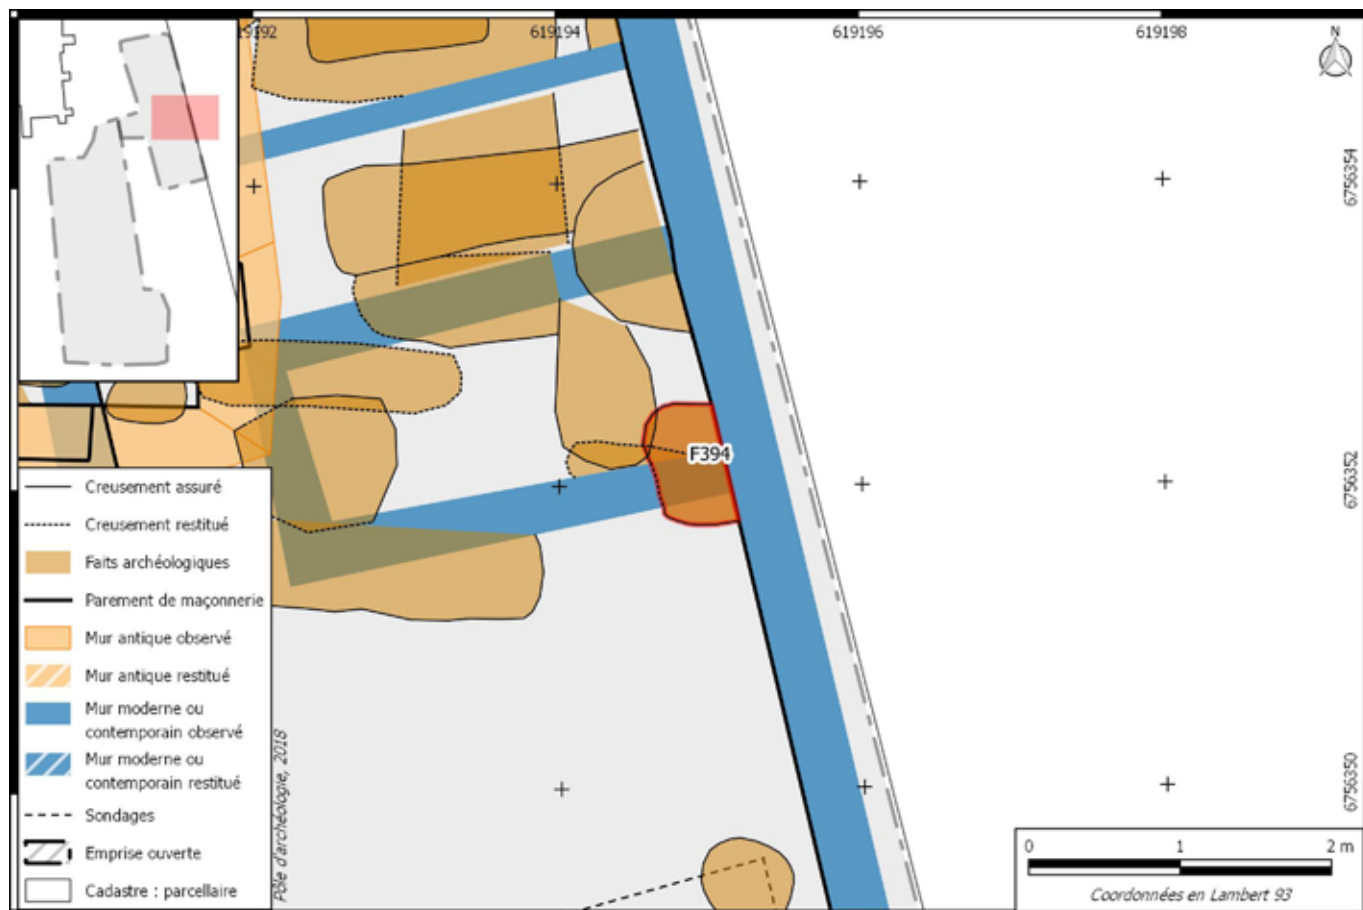 619192
619194
619196
619198
N
6756354
6756352
6756350
F394
Creusement assuré
Creusement restitué
Faits archéologiques
Parement de maçonnerie
Mur antique observé
Mur antique restitué
Mur moderne ou
contemporain observé
Mur moderne ou
contemporain restitué
Sondages
Emprise ouverte
Cadastre : parcellaire
Pôle d'archéologie, 2018
0 1 2 m
Coordonnées en Lambert 93